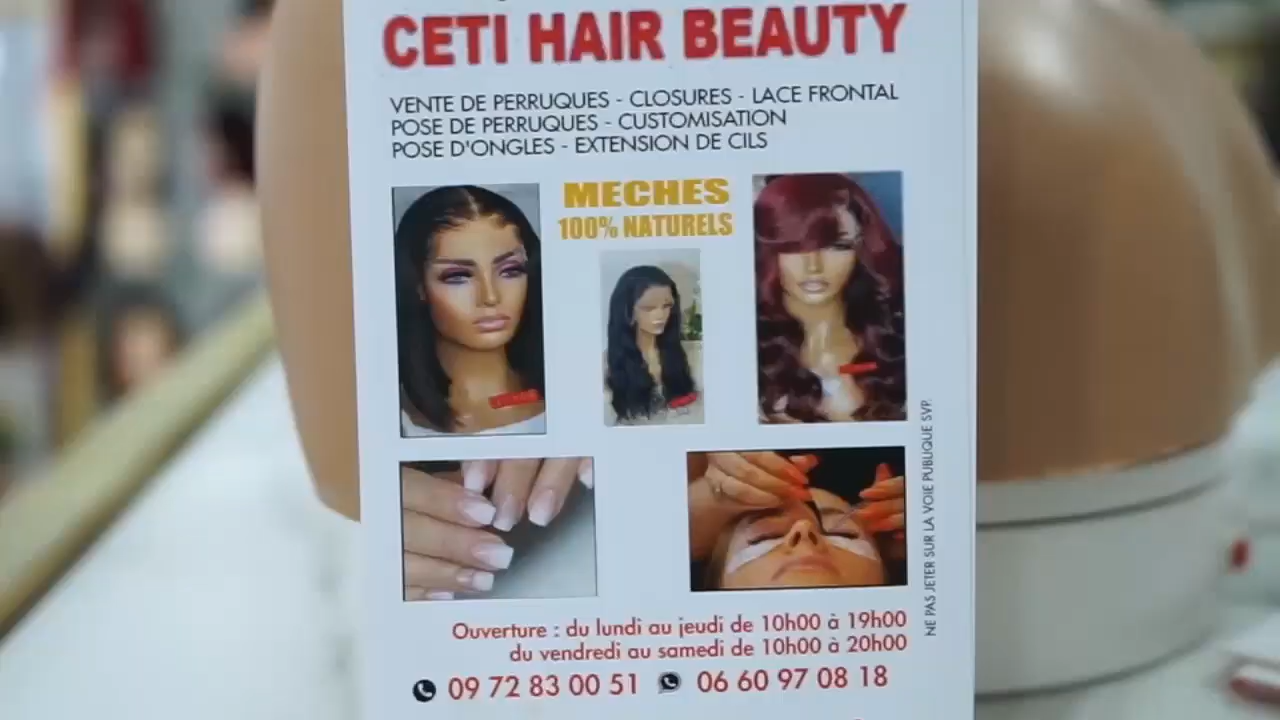 CETI HAIR BEAUTY
VENTE DE PERRUQUES - CLOSURES - LACE FRONTAL
POSE DE PERRUQUES - CUSTOMISATION
POSE D'ONGLES - EXTENSION DE CILS
MECHES
100% NATURELS
NE PAS JETER SUR LA VOIE PUBLIQUE SVP.
Ouverture : du lundi au jeudi de 10h00 à 19h00
du vendredi au samedi de 10h00 à 20h00
09 72 83 00 51 06 60 97 08 18